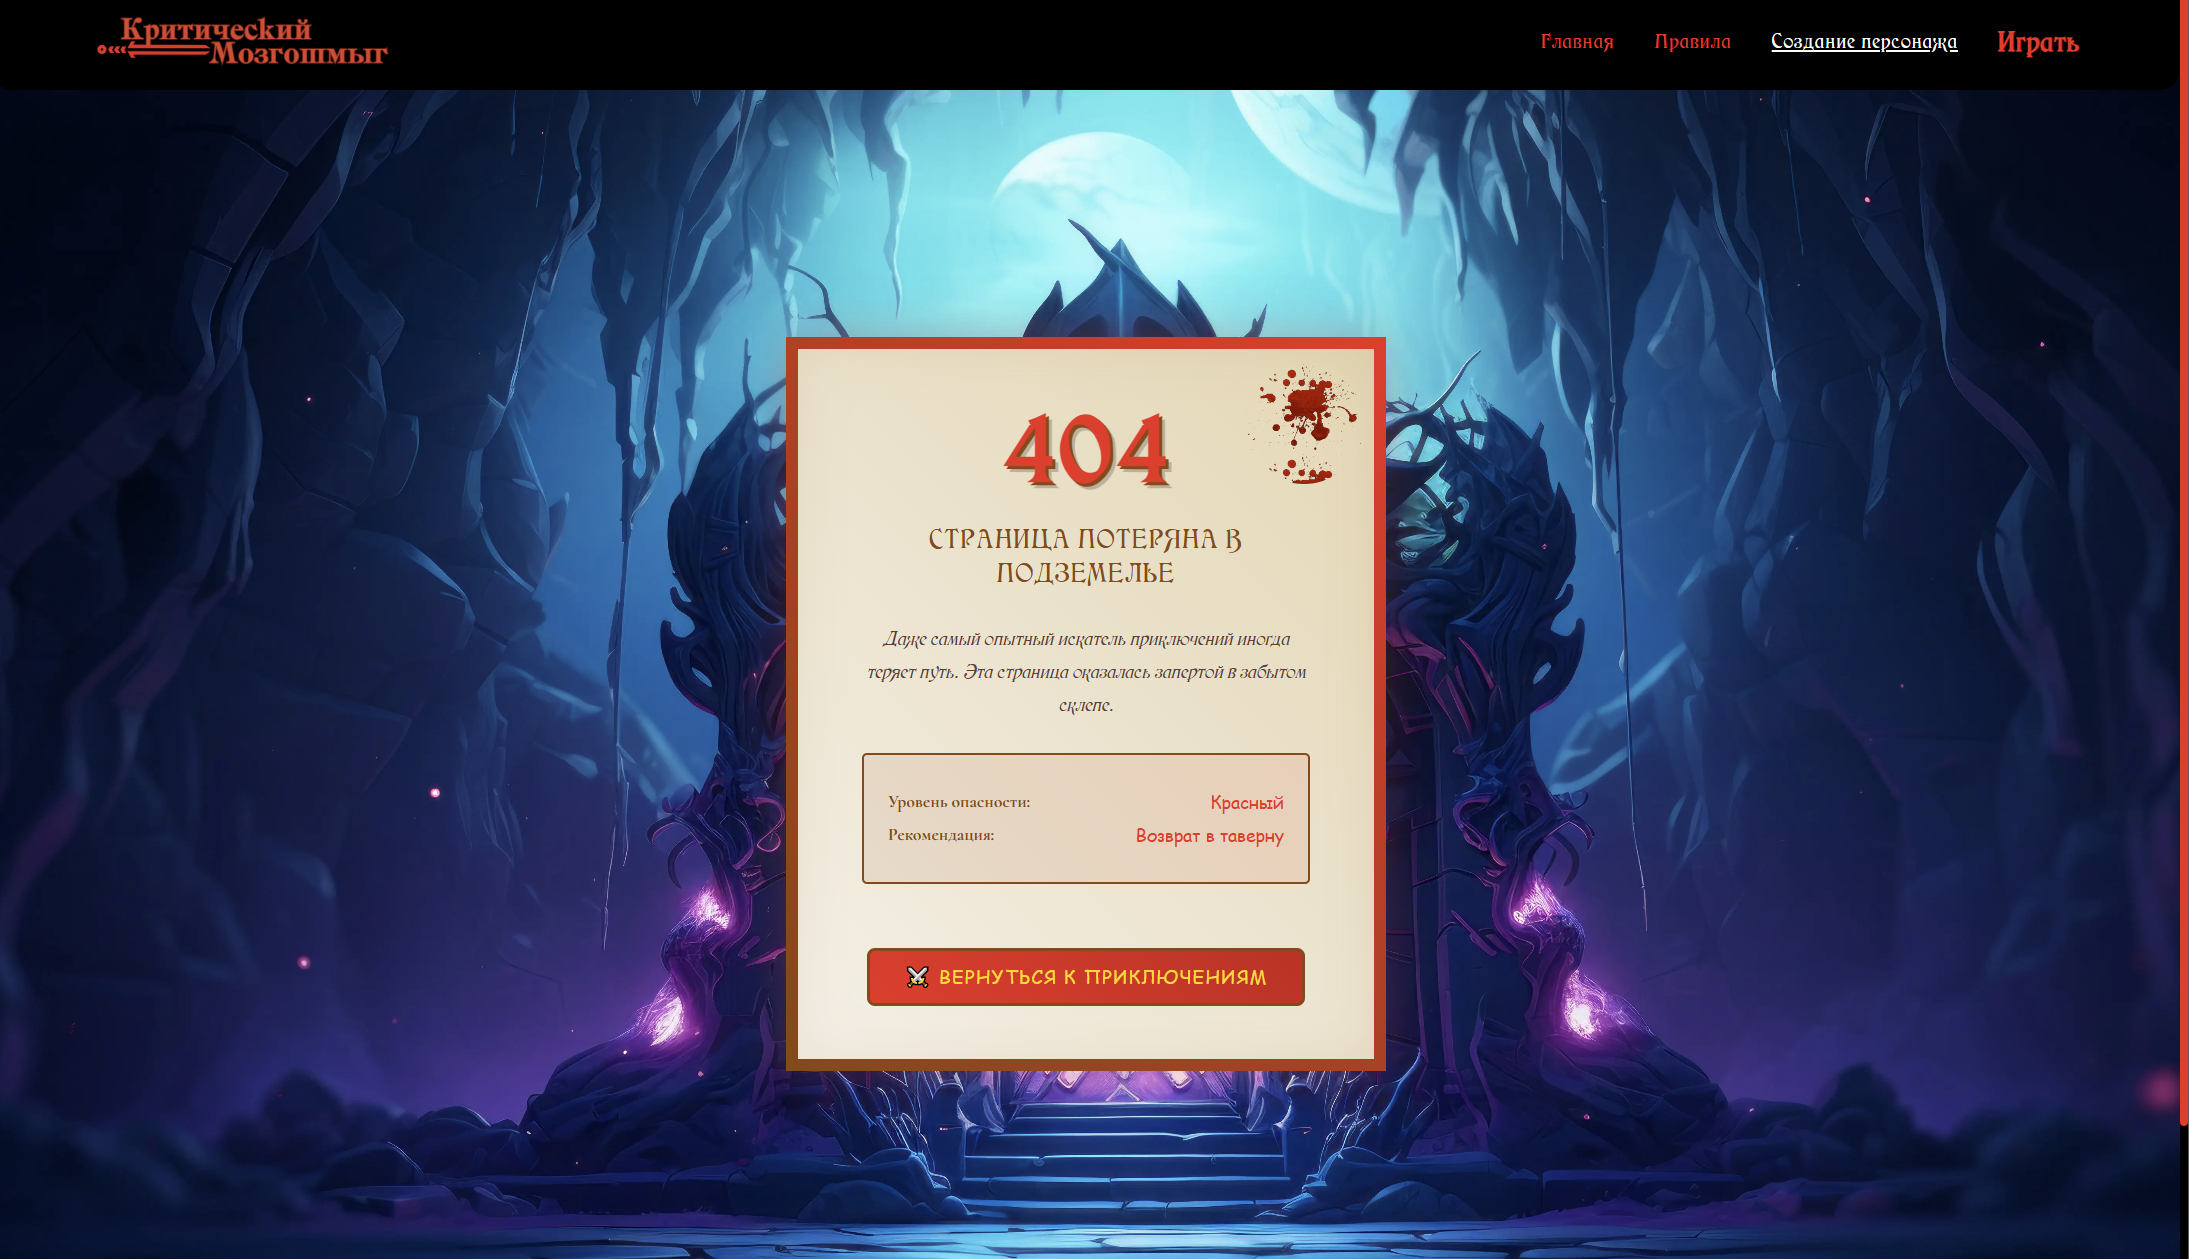 Критический
Мозгошмыг
Главная
Правила
Создание персонажа
Играть
404
СТРАНИЦА ПОТЕРЯНА В
ПОДЗЕМЕЛЬЕ
Даже самый опытный искатель приключений иногда
теряет путь. Эта страница оказалась запертой в забытом
склепе.
Уровень опасности: Красный
Рекомендация: Возврат в таверну
⚔️ ВЕРНУТЬСЯ К ПРИКЛЮЧЕНИЯМ